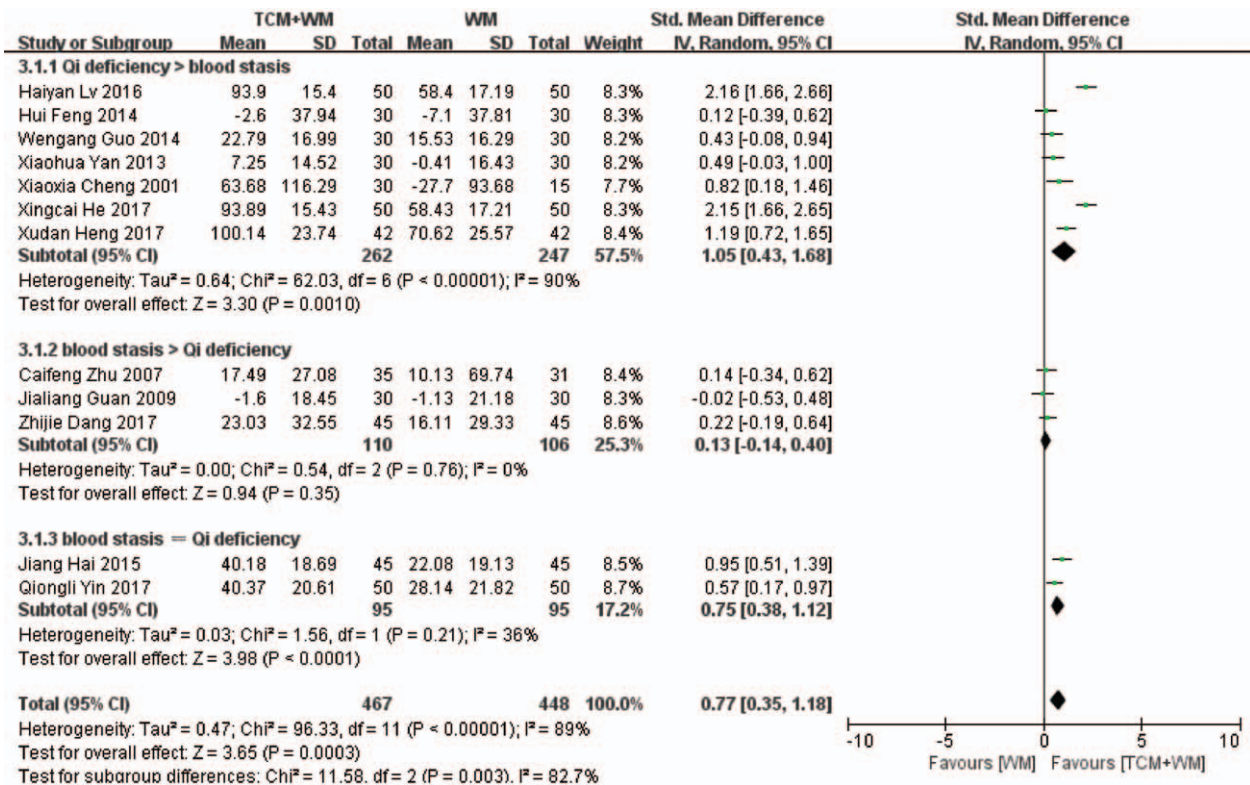 TCM+WM WM Std. Mean Difference Std. Mean Difference
Study or Subgroup Mean SD Total Mean SD Total Weight IV, Random, 95% CI IV, Random, 95% CI
3.1.1 Qi deficiency > blood stasis
Haiyan Lv 2016 93.9 15.4 50 58.4 17.19 50 8.3% 2.16 [1.66, 2.66]
Hui Feng 2014 -2.6 37.94 30 -7.1 37.81 30 8.3% 0.12 [-0.39, 0.62]
Wengang Guo 2014 22.79 16.99 30 15.53 16.29 30 8.2% 0.43 [-0.08, 0.94]
Xiaohua Yan 2013 7.25 14.52 30 -0.41 16.43 30 8.2% 0.49 [-0.03, 1.00]
Xiaoxia Cheng 2001 63.68 116.29 30 -27.7 93.68 15 7.7% 0.82 [0.18, 1.46]
Xingcai He 2017 93.89 15.43 50 58.43 17.21 50 8.3% 2.15 [1.66, 2.65]
Xudan Heng 2017 100.14 23.74 42 70.62 25.57 42 8.4% 1.19 [0.72, 1.65]
Subtotal (95% CI) 262 247 57.5% 1.05 [0.43, 1.68]
Heterogeneity: Tau² = 0.64; Chi² = 62.03, df = 6 (P < 0.00001); I² = 90%
Test for overall effect: Z = 3.30 (P = 0.0010)
3.1.2 blood stasis > Qi deficiency
Caifeng Zhu 2007 17.49 27.08 35 10.13 69.74 31 8.4% 0.14 [-0.34, 0.62]
Jialiang Guan 2009 -1.6 18.45 30 -1.13 21.18 30 8.3% -0.02 [-0.53, 0.48]
Zhijie Dang 2017 23.03 32.55 45 16.11 29.33 45 8.6% 0.22 [-0.19, 0.64]
Subtotal (95% CI) 110 106 25.3% 0.13 [-0.14, 0.40]
Heterogeneity: Tau² = 0.00; Chi² = 0.54, df = 2 (P = 0.76); I² = 0%
Test for overall effect: Z = 0.94 (P = 0.35)
3.1.3 blood stasis = Qi deficiency
Jiang Hai 2015 40.18 18.69 45 22.08 19.13 45 8.5% 0.95 [0.51, 1.39]
Qiongli Yin 2017 40.37 20.61 50 28.14 21.82 50 8.7% 0.57 [0.17, 0.97]
Subtotal (95% CI) 95 95 17.2% 0.75 [0.38, 1.12]
Heterogeneity: Tau² = 0.03; Chi² = 1.56, df = 1 (P = 0.21); I² = 36%
Test for overall effect: Z = 3.98 (P < 0.0001)
Total (95% CI) 467 448 100.0% 0.77 [0.35, 1.18]
Heterogeneity: Tau² = 0.47; Chi² = 96.33, df = 11 (P < 0.00001); I² = 89%
Test for overall effect: Z = 3.65 (P = 0.0003)
Test for subgroup differences: Chi² = 11.58, df = 2 (P = 0.003), I² = 82.7%
-10 -5 0 5 10
Favours [WM] Favours [TCM+WM]